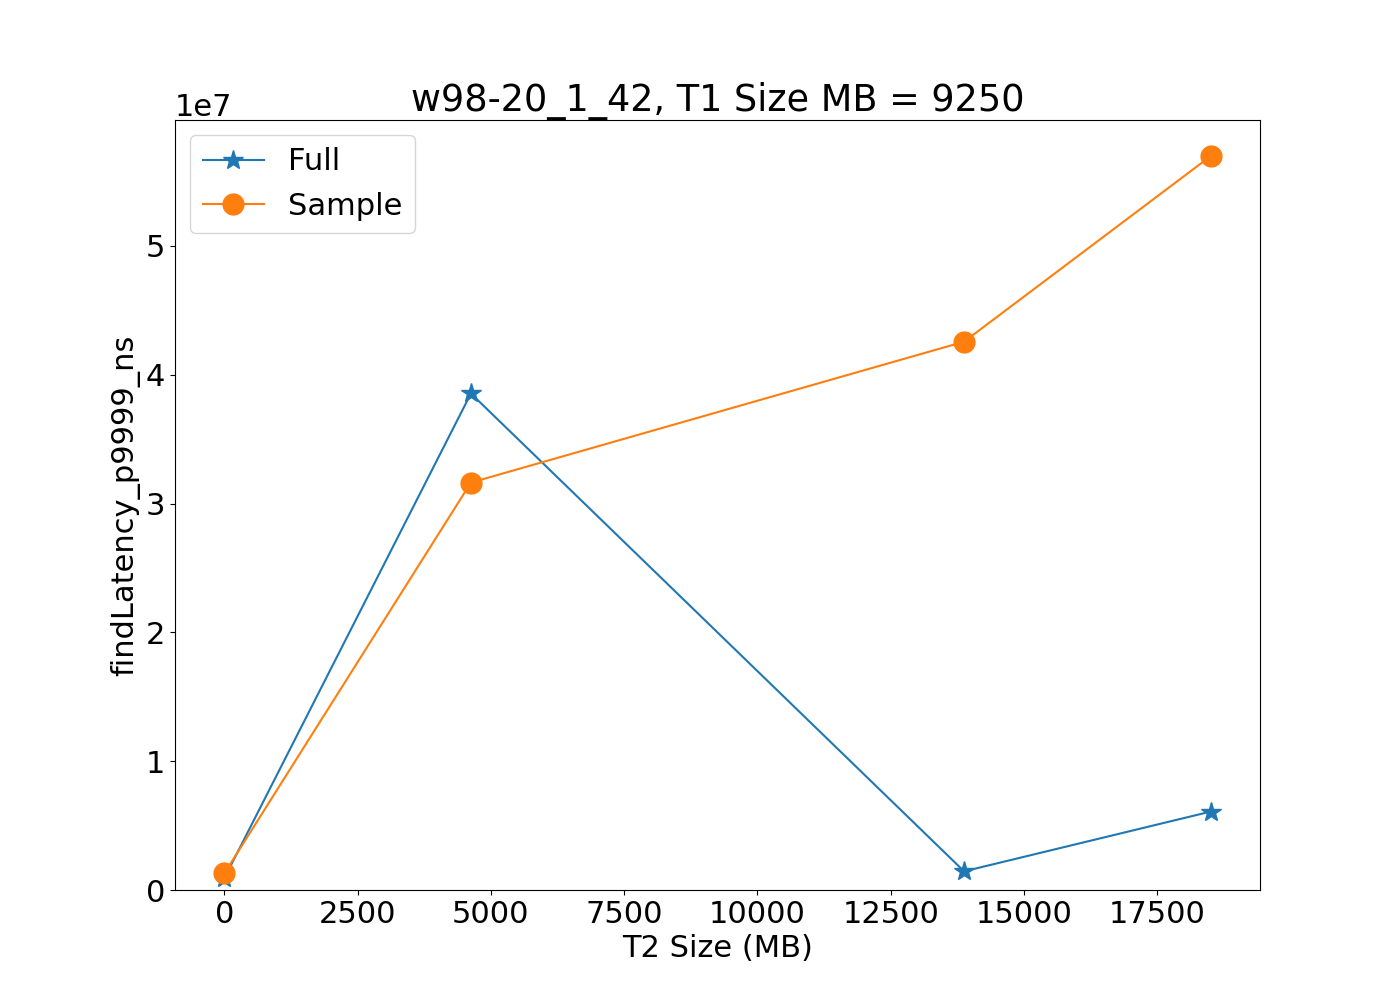 w98-20_1_42, T1 Size MB = 9250
1e7
Full
Sample
5
4
3
2
1
0
findLatency_p9999_ns
0 2500 5000 7500 10000 12500 15000 17500
T2 Size (MB)